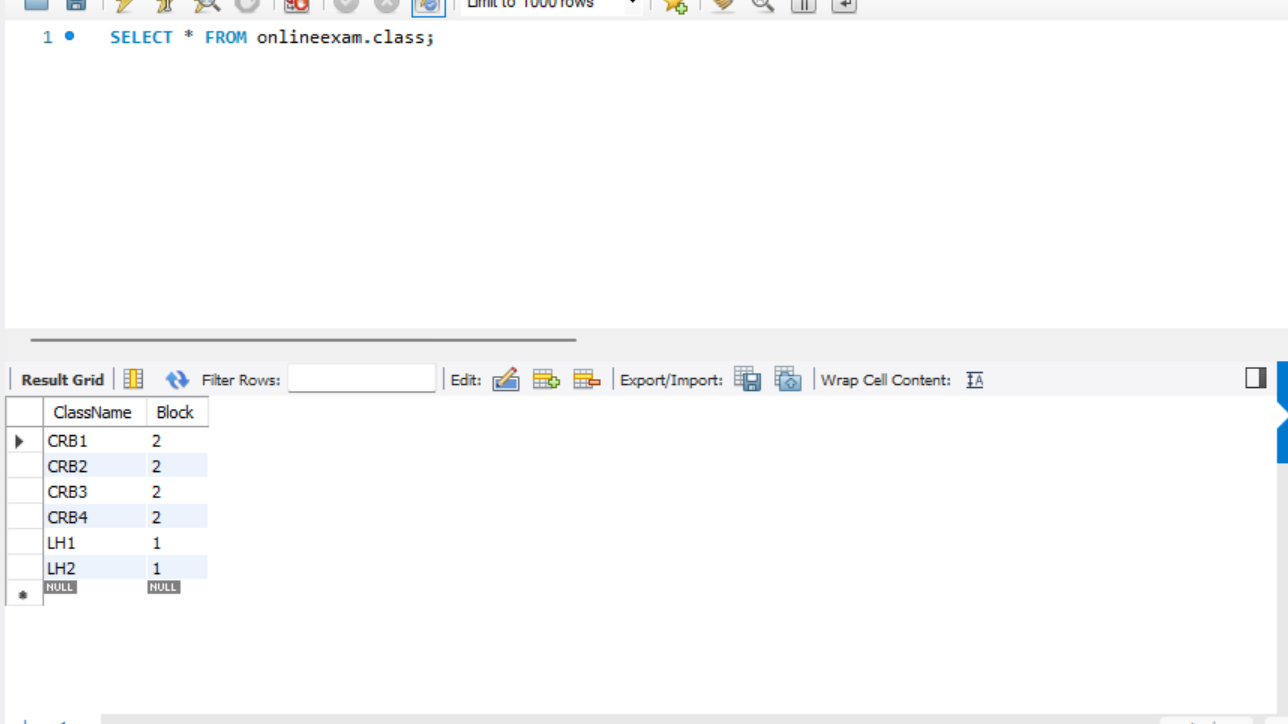 Limit to 1000 rows
1 SELECT * FROM onlineexam.class;
Result Grid Filter Rows: Edit: Export/Import: Wrap Cell Content:
ClassName Block
CRB1 2
CRB2 2
CRB3 2
CRB4 2
LH1 1
LH2 1
NULL NULL